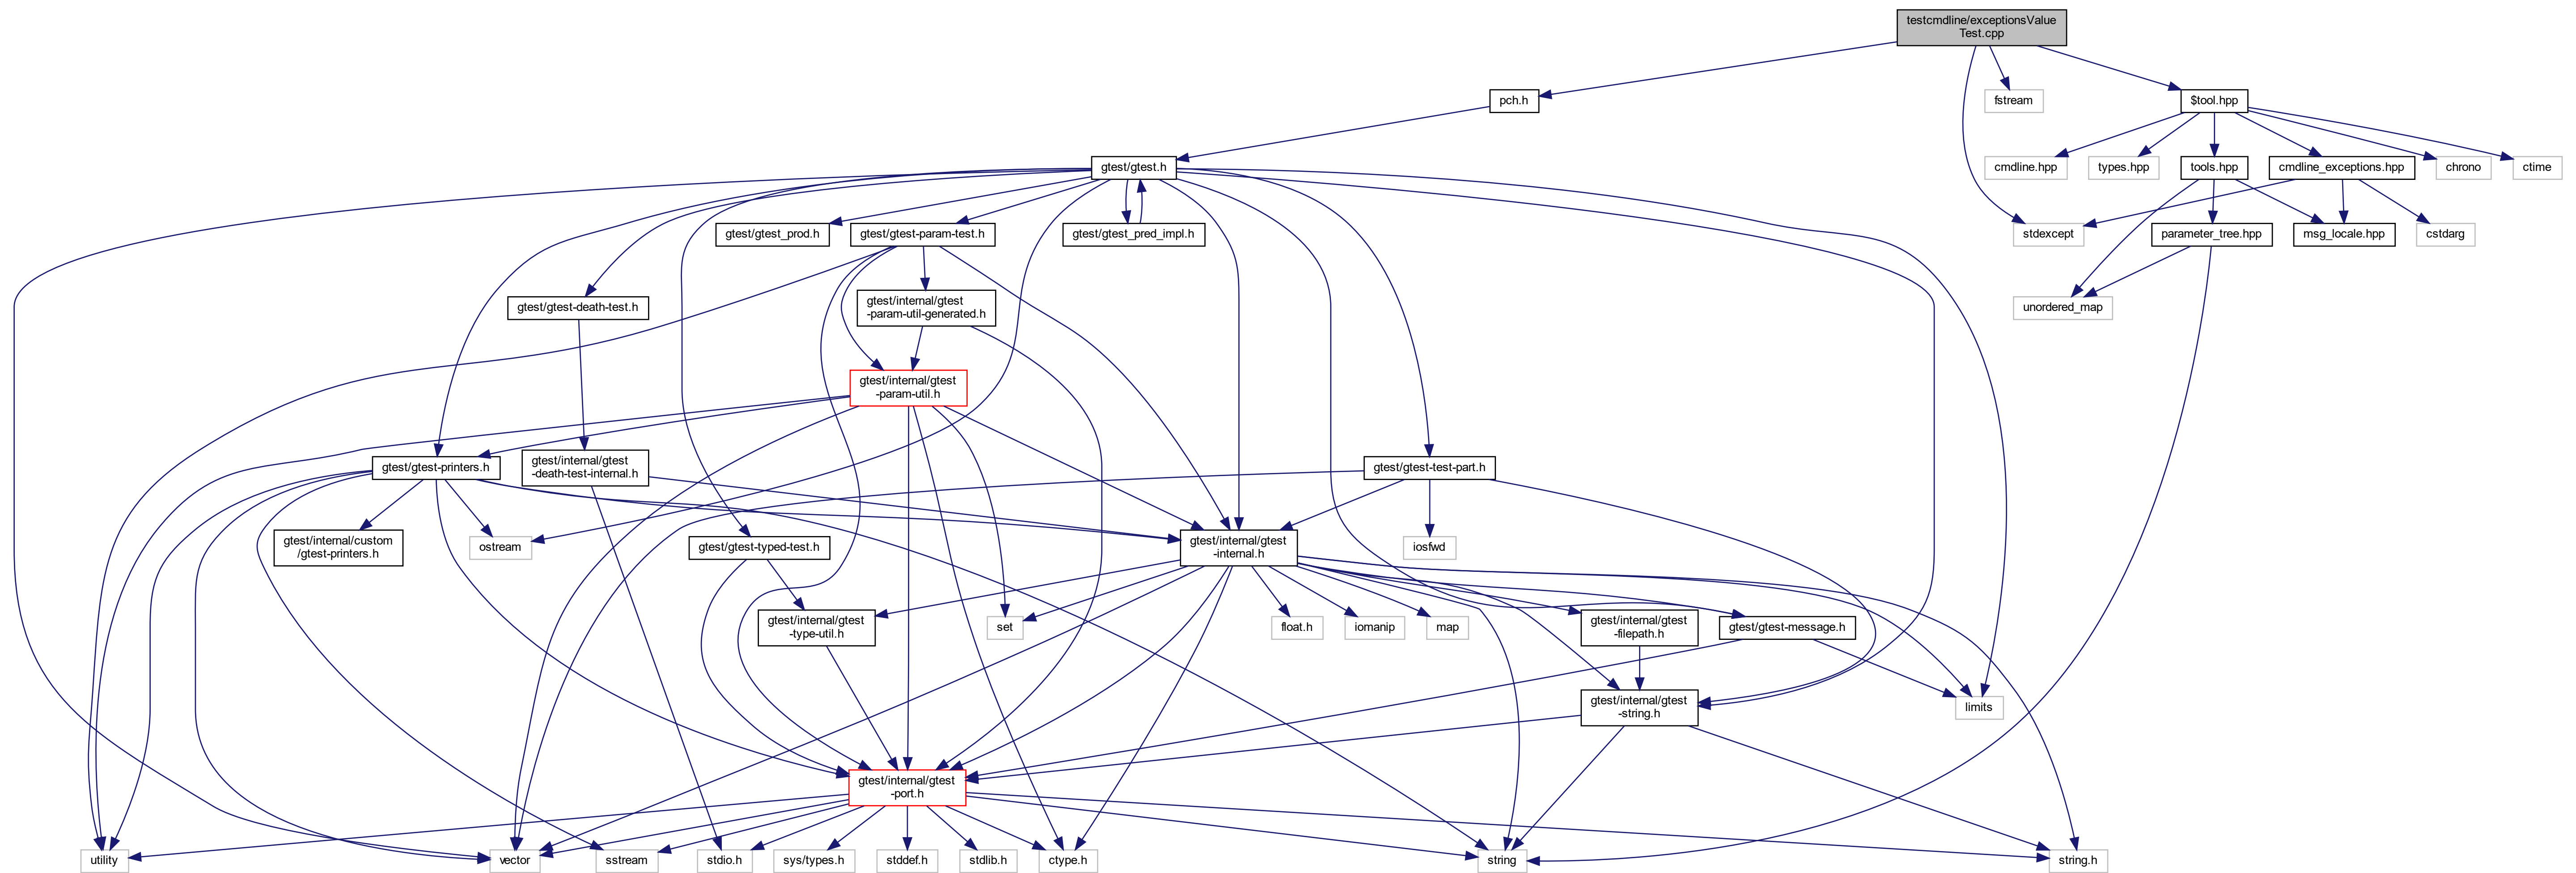 testcmdline/exceptionsValue
Test.cpp
pch.h
fstream
$tool.hpp
gtest/gtest.h
cmdline.hpp
types.hpp
tools.hpp
cmdline_exceptions.hpp
chrono
ctime
gtest/gtest_prod.h
gtest/gtest-param-test.h
gtest/gtest_pred_impl.h
stdexcept
parameter_tree.hpp
msg_locale.hpp
cstdarg
gtest/gtest-death-test.h
gtest/internal/gtest
-param-util-generated.h
unordered_map
gtest/internal/gtest
-param-util.h
gtest/gtest-printers.h
gtest/internal/gtest
-death-test-internal.h
gtest/gtest-test-part.h
gtest/internal/custom
/gtest-printers.h
ostream
gtest/gtest-typed-test.h
gtest/internal/gtest
-internal.h
iosfwd
gtest/internal/gtest
-type-util.h
set
float.h
iomanip
map
gtest/internal/gtest
-filepath.h
gtest/gtest-message.h
gtest/internal/gtest
-string.h
limits
gtest/internal/gtest
-port.h
utility
vector
sstream
stdio.h
sys/types.h
stddef.h
stdlib.h
ctype.h
string
string.h